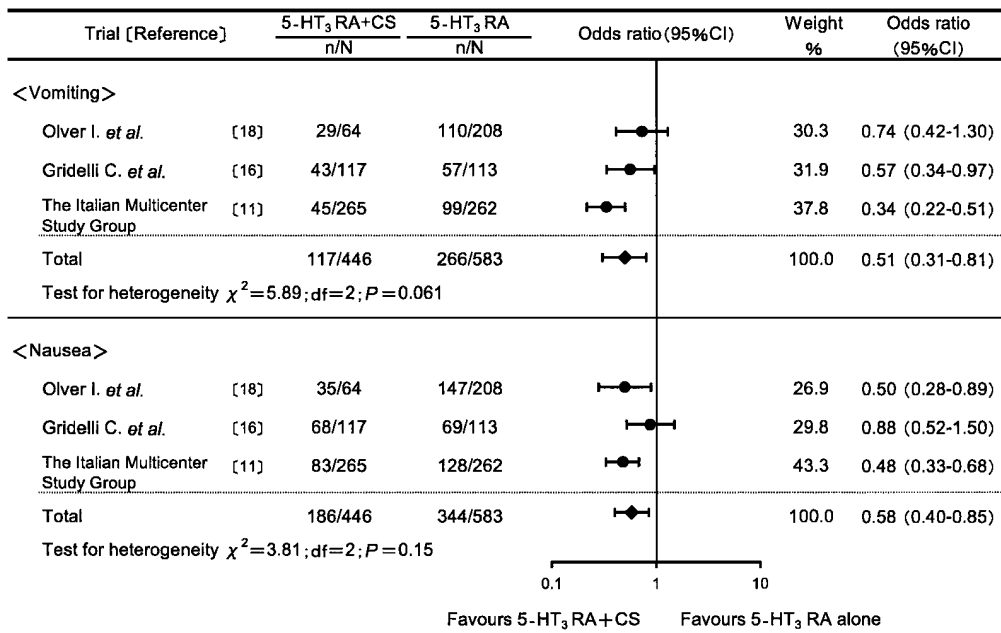 Trial [Reference] 5-HT₃ RA+CS 5-HT₃ RA Odds ratio (95%CI) Weight Odds ratio
n/N n/N % (95%CI)
<Vomiting>
Olver I. et al. [18] 29/64 110/208 30.3 0.74 (0.42-1.30)
Gridelli C. et al. [16] 43/117 57/113 31.9 0.57 (0.34-0.97)
The Italian Multicenter [11] 45/265 99/262 37.8 0.34 (0.22-0.51)
Study Group
Total 117/446 266/583 100.0 0.51 (0.31-0.81)
Test for heterogeneity χ²=5.89;df=2;P=0.061
<Nausea>
Olver I. et al. [18] 35/64 147/208 26.9 0.50 (0.28-0.89)
Gridelli C. et al. [16] 68/117 69/113 29.8 0.88 (0.52-1.50)
The Italian Multicenter [11] 83/265 128/262 43.3 0.48 (0.33-0.68)
Study Group
Total 186/446 344/583 100.0 0.58 (0.40-0.85)
Test for heterogeneity χ²=3.81;df=2;P=0.15
0.1 1 10
Favours 5-HT₃ RA+CS Favours 5-HT₃ RA alone